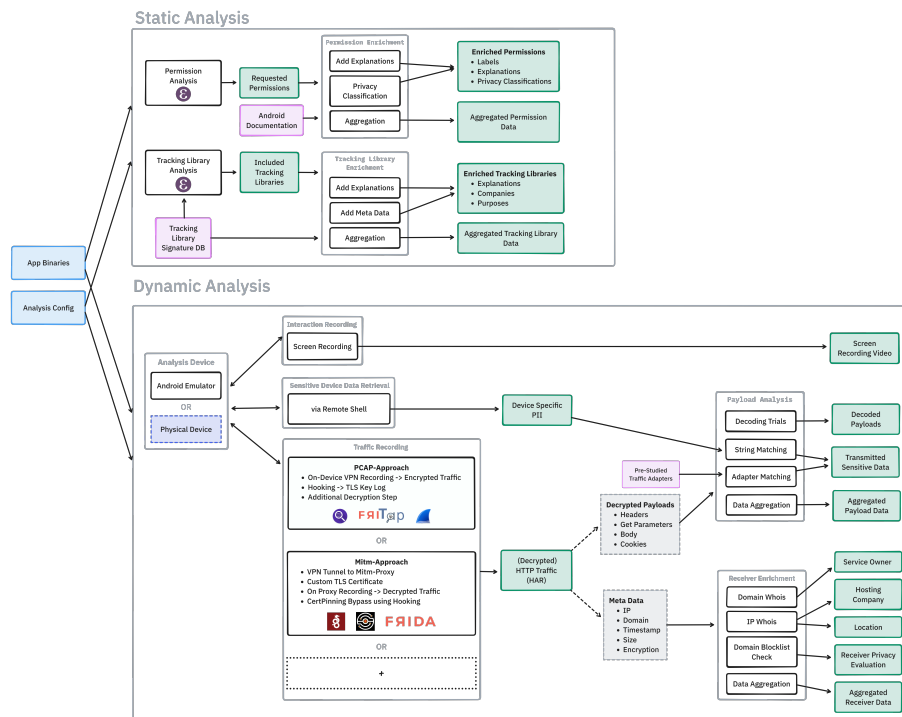 Static Analysis
Permission
Analysis
Requested
Permissions
Android
Documentation
Permission Enrichment
Add Explanations
Privacy
Classification
Aggregation
Enriched Permissions
• Labels
• Explanations
• Privacy Classifications
Aggregated Permission
Data
Tracking Library
Analysis
Included
Tracking
Libraries
Tracking
Library
Signature DB
Tracking Library
Enrichment
Add Explanations
Add Meta Data
Aggregation
Enriched Tracking Libraries
• Explanations
• Companies
• Purposes
Aggregated Tracking Library
Data
App Binaries
Analysis Config
Dynamic Analysis
Analysis Device
Android Emulator
OR
Physical Device
Interaction Recording
Screen Recording
Screen
Recording Video
Sensitive Device Data Retrieval
via Remote Shell
Device Specific
PII
Traffic Recording
PCAP-Approach
• On-Device VPN Recording -> Encrypted Traffic
• Hooking -> TLS Key Log
• Additional Decryption Step
FRITap
OR
Mitm-Approach
• VPN Tunnel to Mitm-Proxy
• Custom TLS Certificate
• On Proxy Recording -> Decrypted Traffic
• CertPinning Bypass using Hooking
FRIDA
OR
+
(Decrypted)
HTTP Traffic
(HAR)
Pre-Studied
Traffic Adapters
Decrypted Payloads
• Headers
• Get Parameters
• Body
• Cookies
Meta Data
• IP
• Domain
• Timestamp
• Size
• Encryption
Payload Analysis
Decoding Trials
String Matching
Adapter Matching
Data Aggregation
Decoded
Payloads
Transmitted
Sensitive Data
Aggregated
Payload Data
Receiver Enrichment
Domain Whois
IP Whois
Domain Blocklist
Check
Data Aggregation
Service Owner
Hosting
Company
Location
Receiver Privacy
Evaluation
Aggregated
Receiver Data